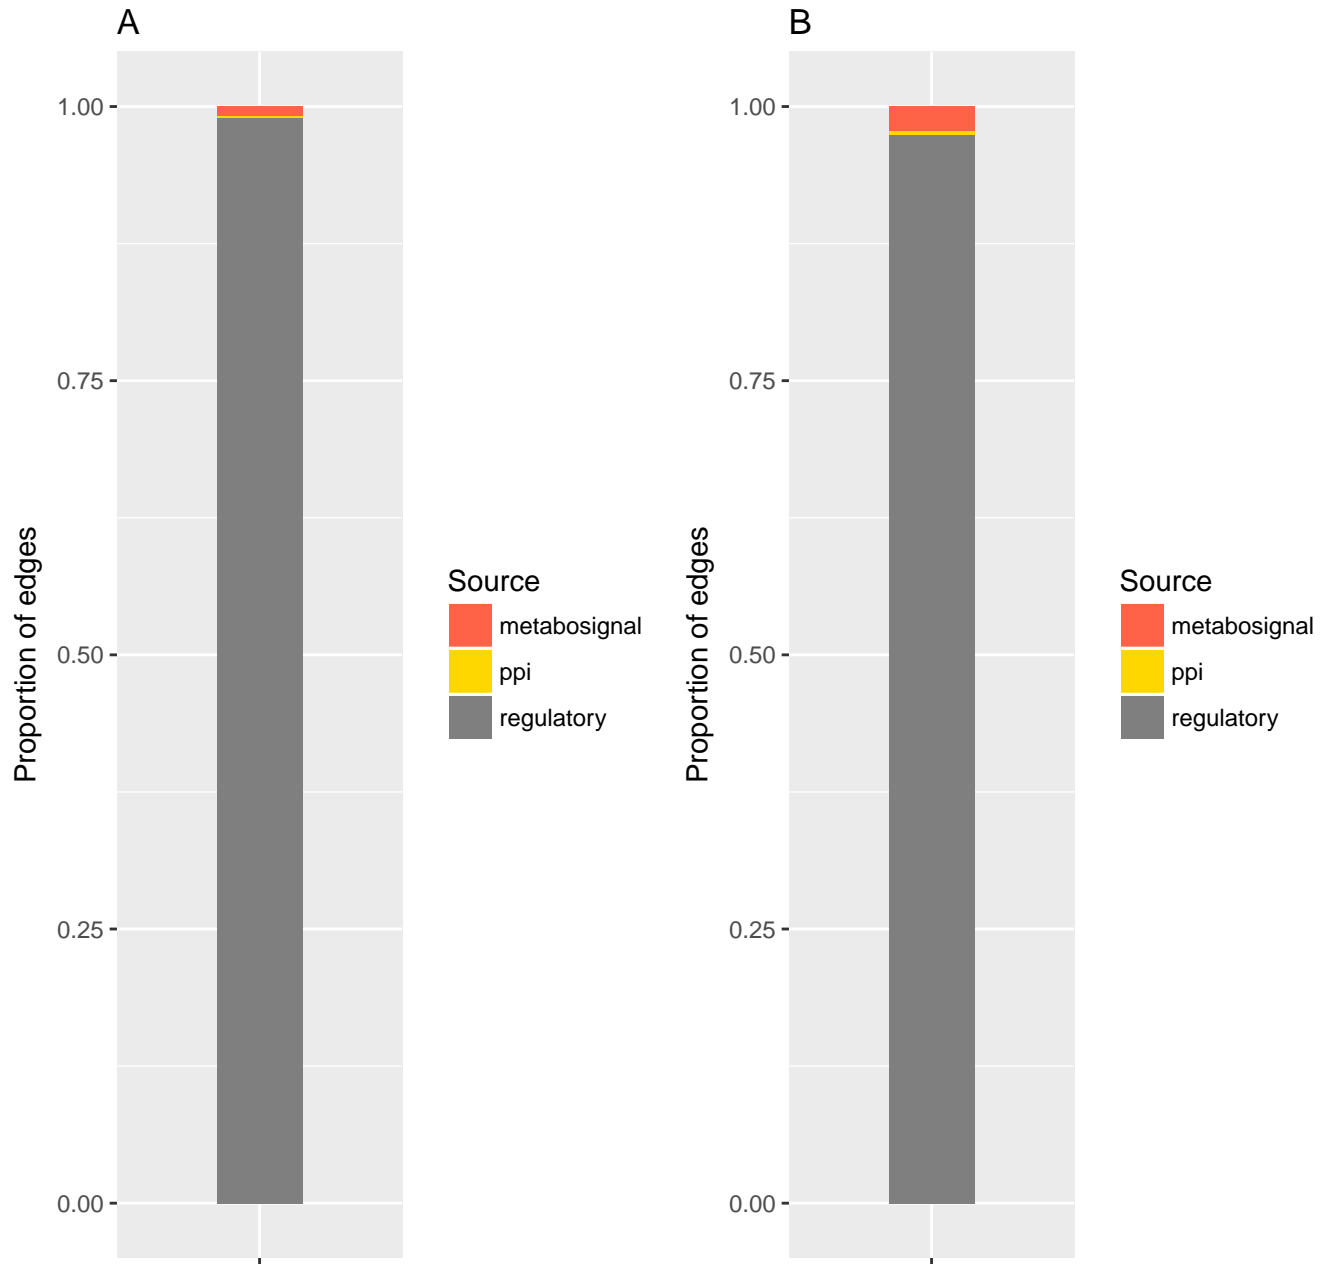 A
1.00
0.75
0.50
0.25
0.00
Proportion of edges
Source
metabosignal
ppi
regulatory
B
1.00
0.75
0.50
0.25
0.00
Proportion of edges
Source
metabosignal
ppi
regulatory